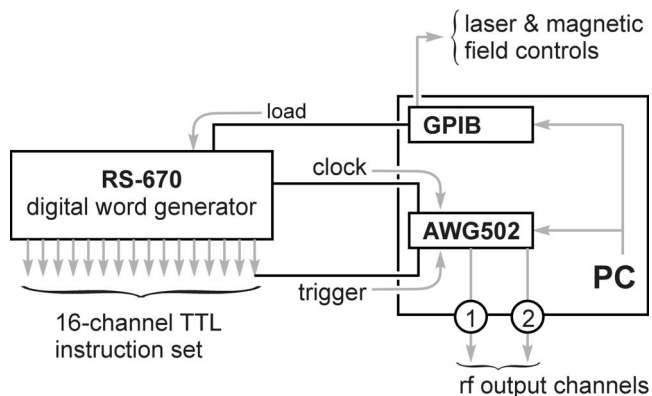 laser & magnetic
field controls
load
GPIB
RS-670
digital word generator
clock
AWG502
PC
trigger
1
2
16-channel TTL
instruction set
rf output channels